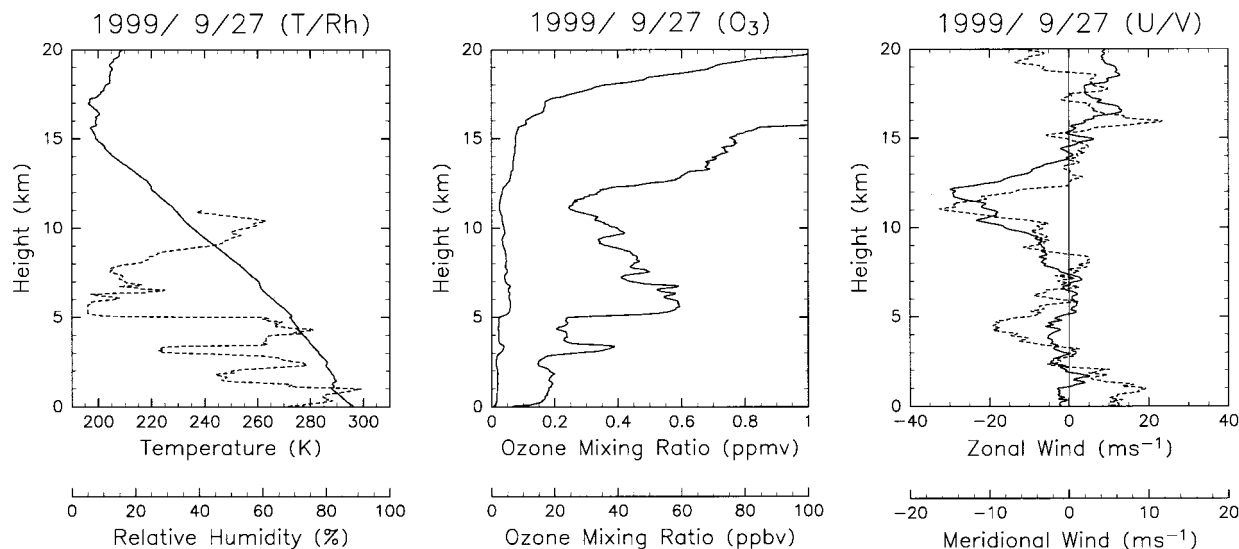 1999/ 9/27 (T/Rh)
20
15
10
5
0
Height (km)
200 220 240 260 280 300
Temperature (K)
0 20 40 60 80 100
Relative Humidity (%)
1999/ 9/27 (O₃)
20
15
10
5
0
Height (km)
0 0.2 0.4 0.6 0.8 1
Ozone Mixing Ratio (ppmv)
0 20 40 60 80 100
Ozone Mixing Ratio (ppbv)
1999/ 9/27 (U/V)
20
15
10
5
0
Height (km)
−40 −20 0 20 40
Zonal Wind (ms⁻¹)
−20 −10 0 10 20
Meridional Wind (ms⁻¹)